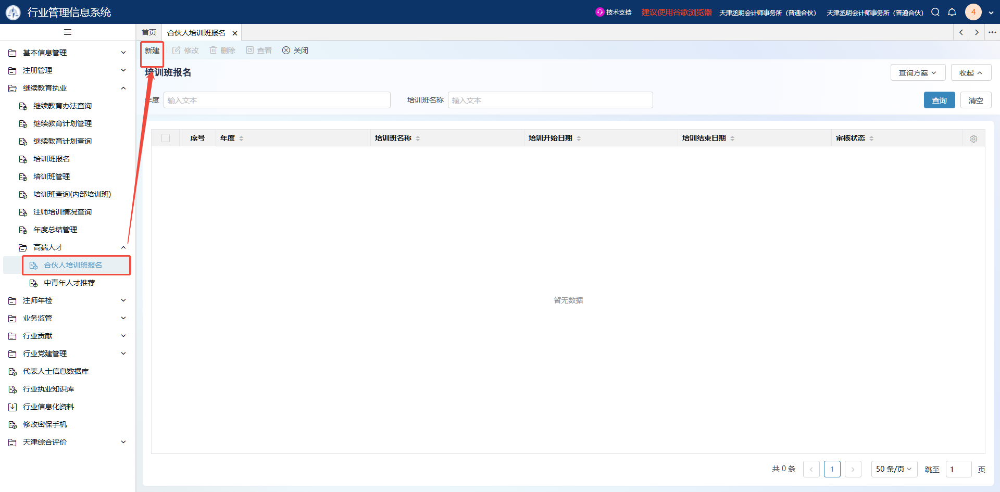 行业管理信息系统
技术支持 建议使用谷歌浏览器 天津丞明会计师事务所（普通合伙） 天津丞明会计师事务所（普通合伙） 4
首页 合伙人培训班报名
新建 修改 删除 查看 关闭
培训班报名 查询方案 收起
年度 输入文本 培训班名称 输入文本 查询 清空
序号 年度 培训班名称 培训开始日期 培训结束日期 审核状态
暂无数据
共 0 条 1 50 条/页 跳至 1 页
基本信息管理
注册管理
继续教育执业
继续教育办法查询
继续教育计划管理
继续教育计划查询
培训班报名
培训班管理
培训班查询(内部培训班)
注师培训情况查询
年度总结管理
高端人才
合伙人培训班报名
中青年人才推荐
注师年检
业务监管
行业贡献
行业党建管理
代表人士信息数据库
行业执业知识库
行业信息化资料
修改密保手机
天津综合评价